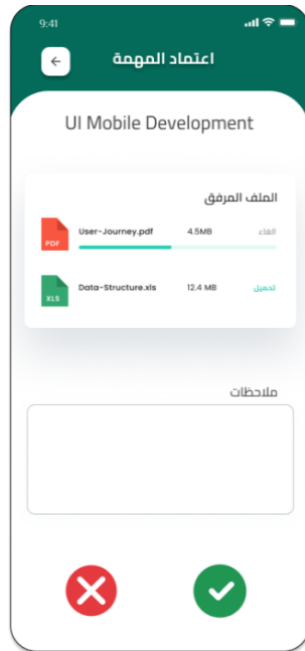 9:41
اعتماد المهمة
UI Mobile Development
الملف المرفق
User-Journey.pdf 4.5MB الغاء
PDF
Data-Structure.xls 12.4 MB تحميل
XLS
ملاحظات